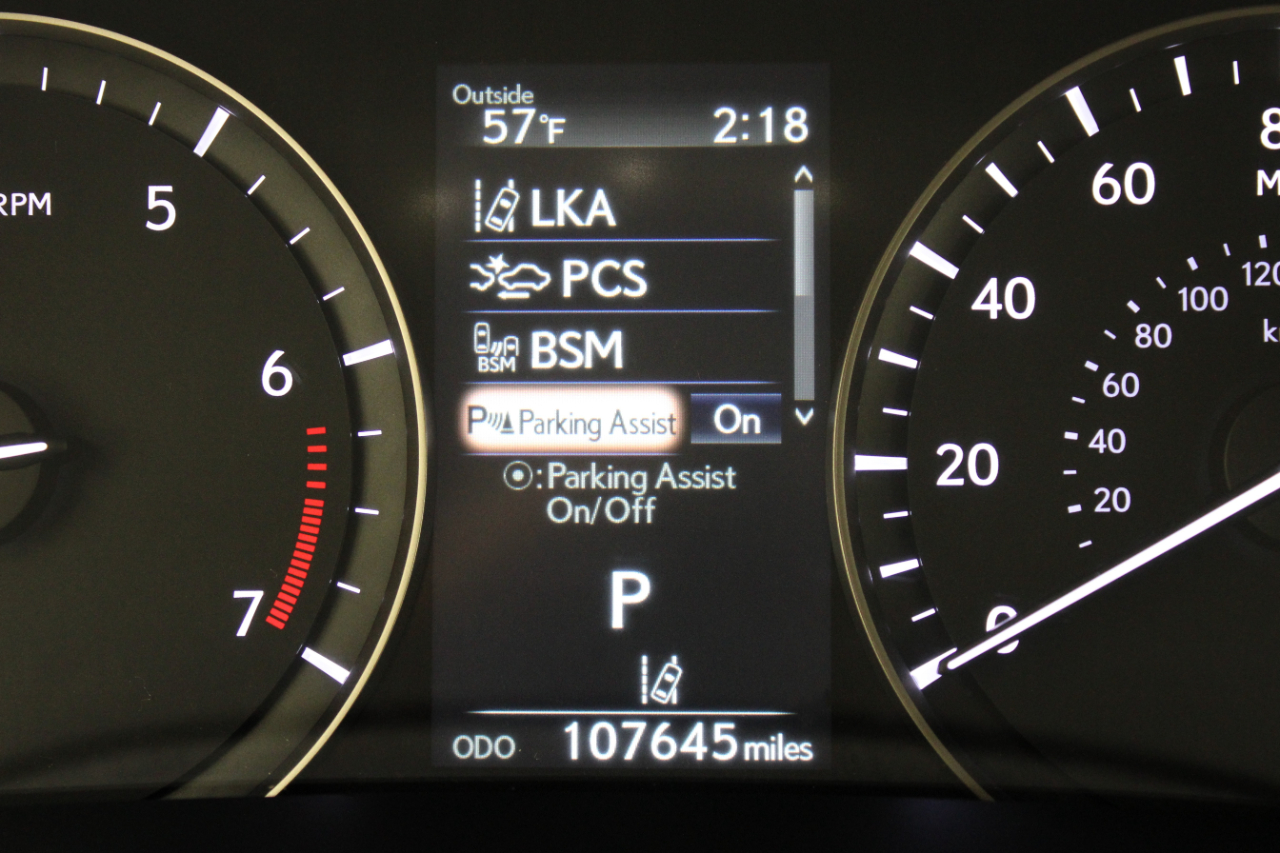 Outside
57°F 2:18
LKA
PCS
BSM
BSM
P Parking Assist On
: Parking Assist
On/Off
P
ODO 107645 miles
RPM
5
6
7
60
40
20
0
120
100
80
60
40
20